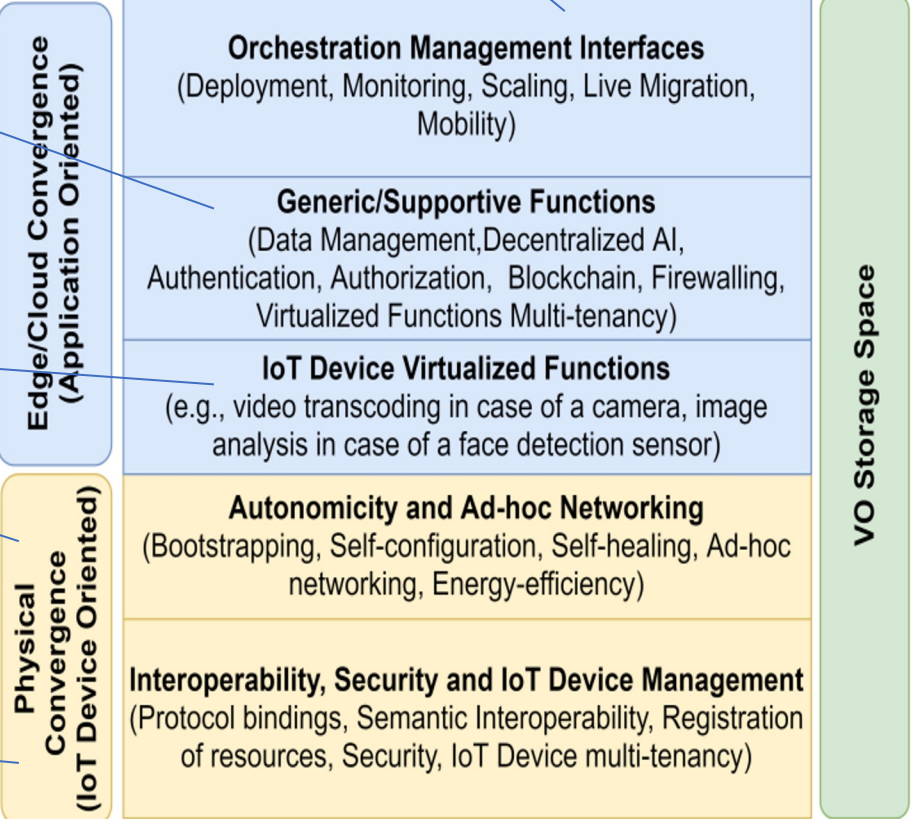 Edge/Cloud Convergence
(Application Oriented)
Orchestration Management Interfaces
(Deployment, Monitoring, Scaling, Live Migration,
Mobility)
Generic/Supportive Functions
(Data Management,Decentralized AI,
Authentication, Authorization, Blockchain, Firewalling,
Virtualized Functions Multi-tenancy)
IoT Device Virtualized Functions
(e.g., video transcoding in case of a camera, image
analysis in case of a face detection sensor)
Physical
Convergence
(IoT Device Oriented)
Autonomicity and Ad-hoc Networking
(Bootstrapping, Self-configuration, Self-healing, Ad-hoc
networking, Energy-efficiency)
Interoperability, Security and IoT Device Management
(Protocol bindings, Semantic Interoperability, Registration
of resources, Security, IoT Device multi-tenancy)
VO Storage Space